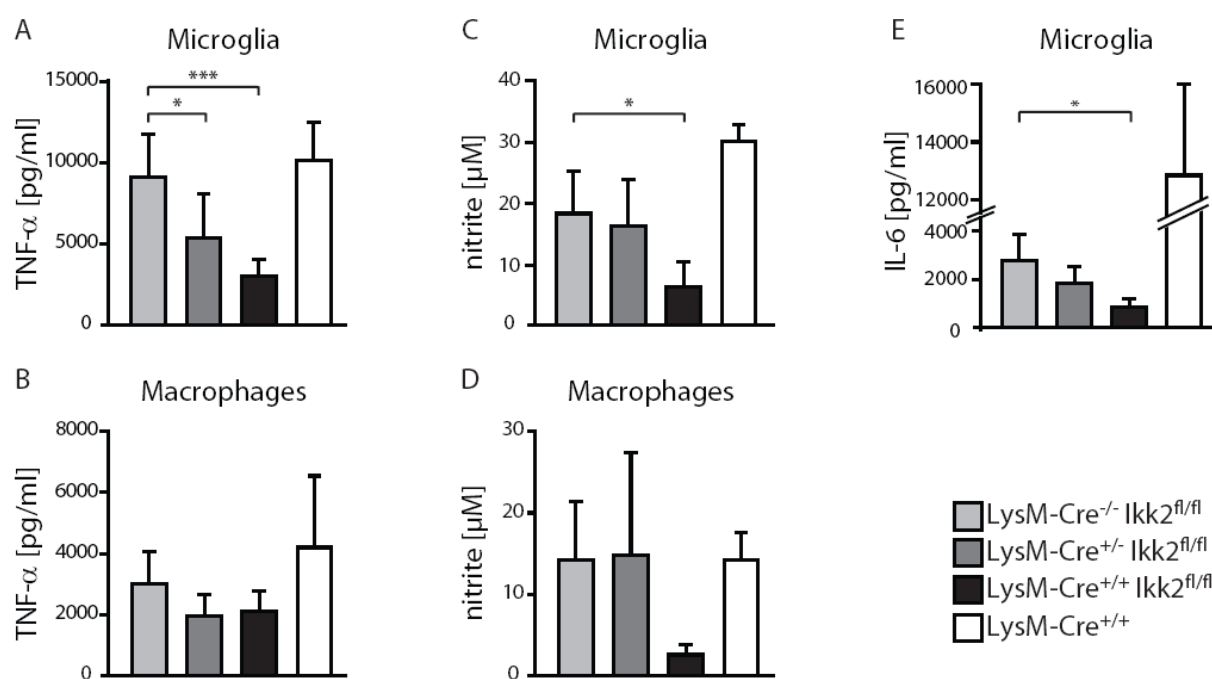 A
Microglia
TNF-α [pg/ml]
15000
10000
5000
0
***
*
C
Microglia
nitrite [µM]
40
30
20
10
0
*
E
Microglia
IL-6 [pg/ml]
16000
14000
12000
4000
2000
0
*
B
Macrophages
TNF-α [pg/ml]
8000
6000
4000
2000
0
D
Macrophages
nitrite [µM]
30
20
10
0
LysM-Cre-/- Ikk2fl/fl
LysM-Cre+/- Ikk2fl/fl
LysM-Cre+/+ Ikk2fl/fl
LysM-Cre+/+